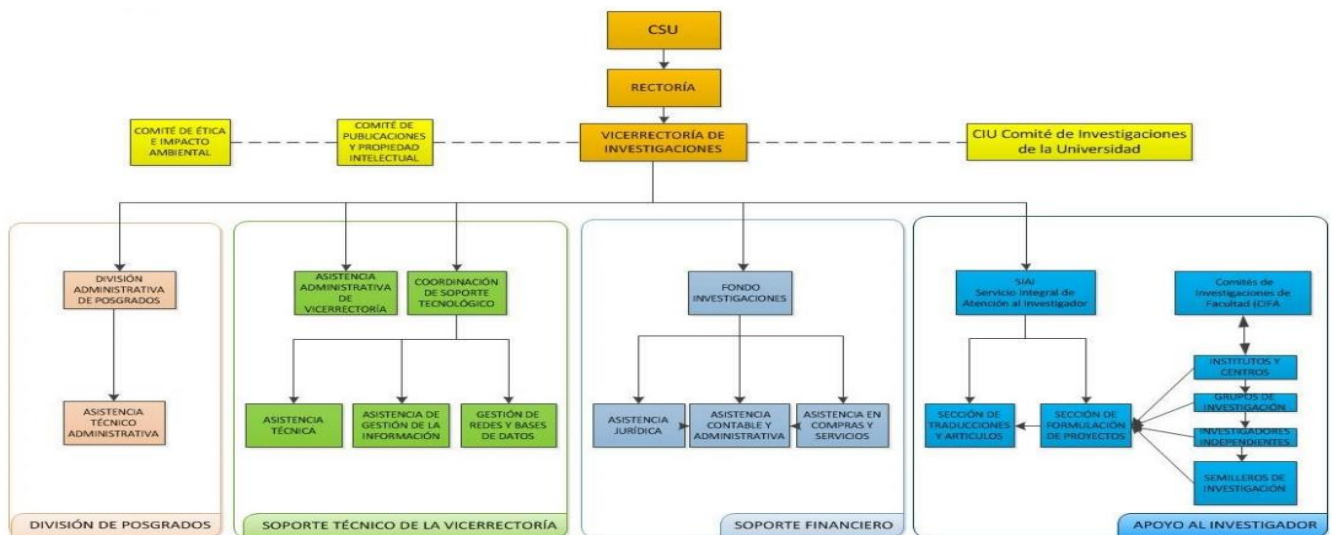 CSU
RECTORÍA
VICERRECTORÍA DE
INVESTIGACIONES
COMITÉ DE ÉTICA
E IMPACTO
AMBIENTAL
COMITÉ DE
PUBLICACIONES
Y PROPIEDAD
INTELECTUAL
CIU Comité de Investigaciones
de la Universidad
DIVISIÓN
ADMINISTRATIVA
DE POSGRADOS
ASISTENCIA
TÉCNICO
ADMINISTRATIVA
DIVISIÓN DE POSGRADOS
ASISTENCIA
ADMINISTRATIVA
DE
VICERRECTORÍA
COORDINACIÓN
DE SOPORTE
TECNOLÓGICO
ASISTENCIA
TÉCNICA
ASISTENCIA DE
GESTIÓN DE LA
INFORMACIÓN
GESTIÓN DE
REDES Y BASES
DE DATOS
SOPORTE TÉCNICO DE LA VICERRECTORÍA
FONDO
INVESTIGACIONES
ASISTENCIA
JURÍDICA
ASISTENCIA
CONTABLE Y
ADMINISTRATIVA
ASISTENCIA EN
COMPRAS Y
SERVICIOS
SOPORTE FINANCIERO
SIAI
Servicio Integral de
Atención al Investigador
Comités de
Investigaciones de
Facultad (CIFA
INSTITUTOS Y
CENTROS
GRUPOS DE
INVESTIGACIÓN
INVESTIGADORES
INDEPENDIENTES
SEMILLEROS DE
INVESTIGACIÓN
SECCIÓN DE
TRADUCCIONES
Y ARTICULOS
SECCIÓN DE
FORMULACIÓN
DE PROYECTOS
APOYO AL INVESTIGADOR